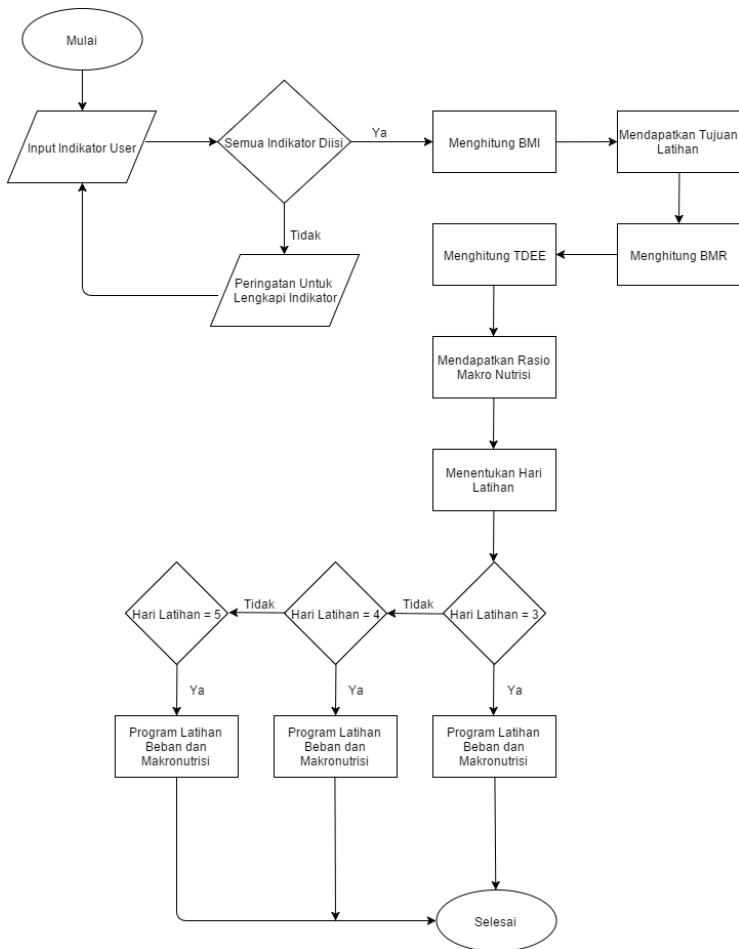 Mulai
Input Indikator User
Semua Indikator Diisi
Ya
Menghitung BMI
Mendapatkan Tujuan
Latihan
Tidak
Peringatan Untuk
Lengkapi Indikator
Menghitung TDEE
Menghitung BMR
Mendapatkan Rasio
Makro Nutrisi
Menentukan Hari
Latihan
Hari Latihan = 5
Tidak
Hari Latihan = 4
Tidak
Hari Latihan = 3
Ya
Ya
Ya
Program Latihan
Beban dan
Makronutrisi
Program Latihan
Beban dan
Makronutrisi
Program Latihan
Beban dan
Makronutrisi
Selesai